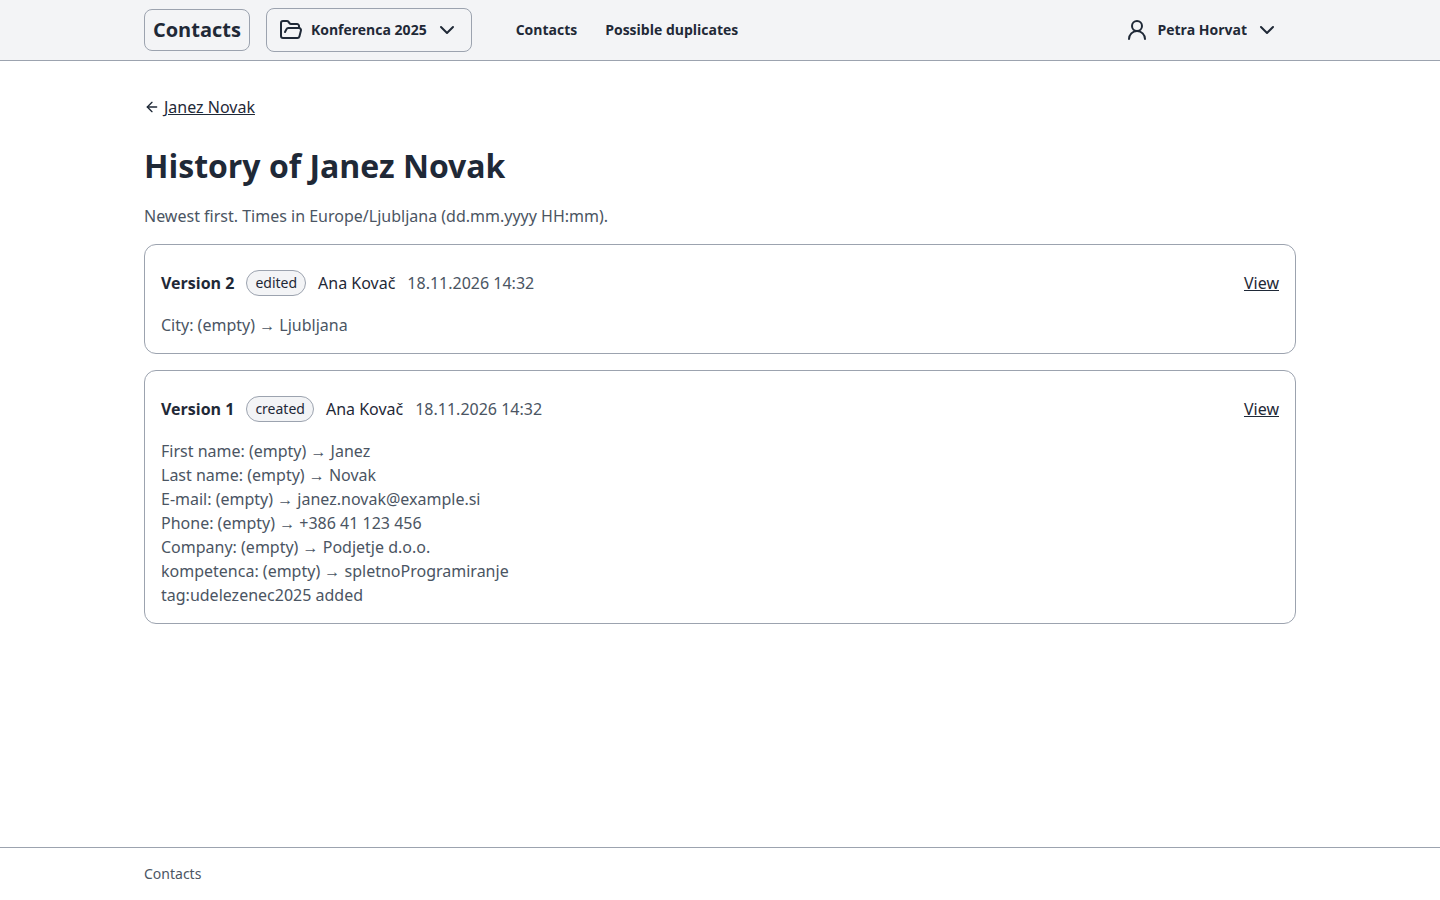 Contacts Konferenca 2025 Contacts Possible duplicates Petra Horvat
← Janez Novak
History of Janez Novak
Newest first. Times in Europe/Ljubljana (dd.mm.yyyy HH:mm).
Version 2 edited Ana Kovač 18.11.2026 14:32 View
City: (empty) → Ljubljana
Version 1 created Ana Kovač 18.11.2026 14:32 View
First name: (empty) → Janez
Last name: (empty) → Novak
E-mail: (empty) → janez.novak@example.si
Phone: (empty) → +386 41 123 456
Company: (empty) → Podjetje d.o.o.
kompetenca: (empty) → spletnoProgramiranje
tag:udelezenec2025 added
Contacts